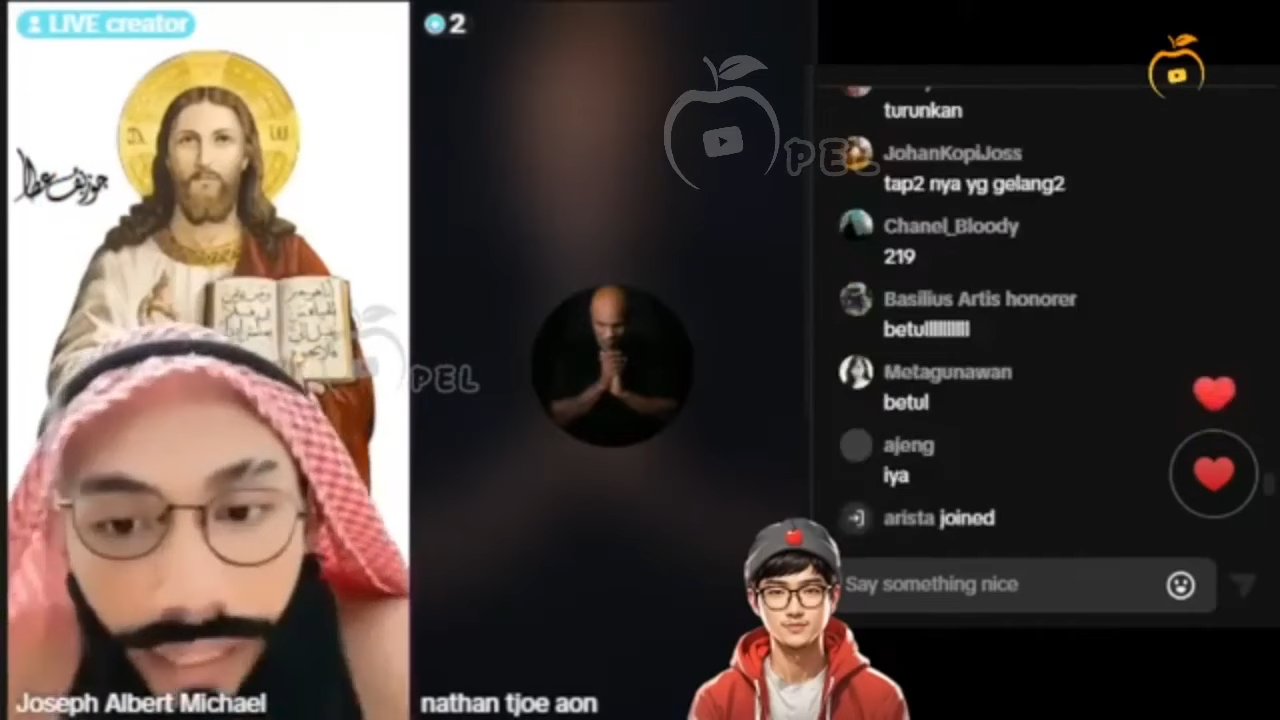 LIVE creator
2
PEL
turunkan
JohanKopiJoss
tap2 nya yg gelang2
Chanel_Bloody
219
Basilius Artis honorer
betullllllllll
PEL
Metagunawan
betul
ajeng
iya
arista joined
Say something nice
Joseph Albert Michael
nathan tjoe aon